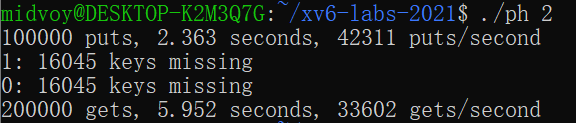 midvoy@DESKTOP-K2M3Q7G:~/xv6-labs-2021$ ./ph 2
100000 puts, 2.363 seconds, 42311 puts/second
1: 16045 keys missing
0: 16045 keys missing
200000 gets, 5.952 seconds, 33602 gets/second